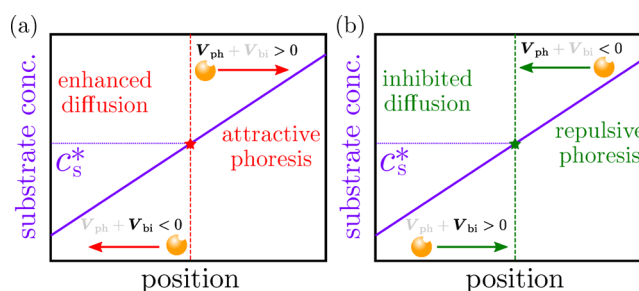 (a)
substrate conc.
V_ph + V_bi > 0
enhanced
diffusion
attractive
phoresis
c_s^*
V_ph + V_bi < 0
position
(b)
substrate conc.
V_ph + V_bi < 0
inhibited
diffusion
repulsive
phoresis
c_s^*
V_ph + V_bi > 0
position